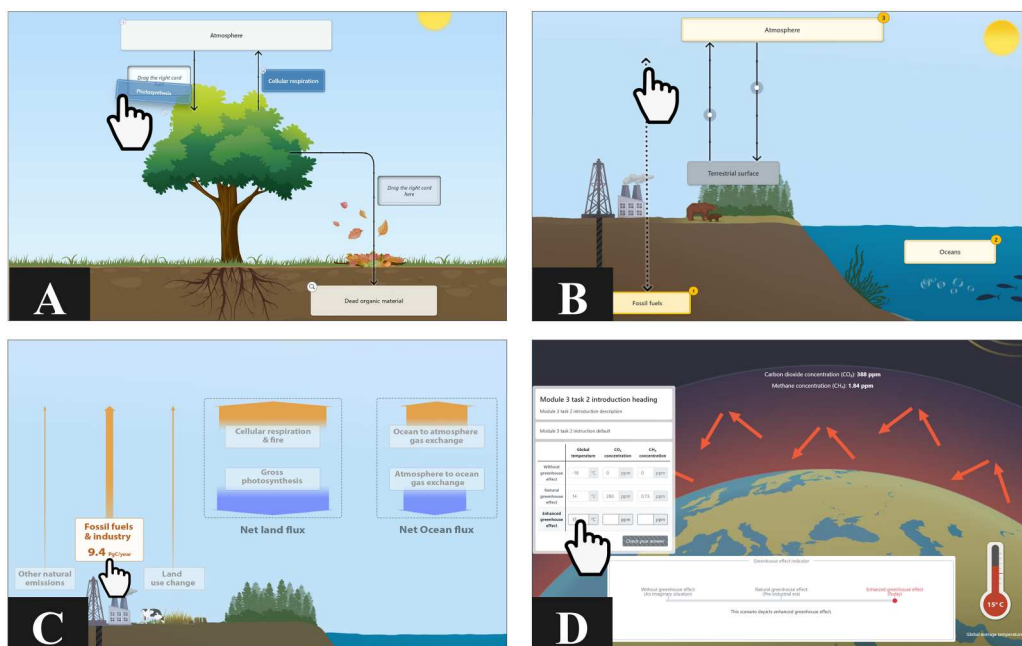 Atmosphere
Drag the right card
Photosynthesis
Cellular respiration
Drag the right card
here
Dead organic material
A
3
Atmosphere
Terrestrial surface
2
Oceans
1
Fossil fuels
B
Cellular respiration
& fire
Gross
photosynthesis
Net land flux
Ocean to atmosphere
gas exchange
Atmosphere to ocean
gas exchange
Net Ocean flux
Fossil fuels
& industry
9.4 PgC/year
Other natural
emissions
Land
use change
C
Carbon dioxide concentration (CO₂): 388 ppm
Methane concentration (CH₄): 1.84 ppm
Module 3 task 2 introduction heading
Module 3 task 2 introduction description
Module 3 task 2 instruction default
Global temperature CO₂ concentration CH₄ concentration
Without greenhouse effect -18 °C 0 ppm 0 ppm
Natural greenhouse effect 14 °C 280 ppm 0.73 ppm
Enhanced greenhouse effect °C ppm ppm
Check your answer
Greenhouse effect indicator
Without greenhouse effect
(An imaginary situation)
Natural greenhouse effect
(Pre-industrial era)
Enhanced greenhouse effect
(Today)
This scenario depicts enhanced greenhouse effect
15° C
Global average temperature
D